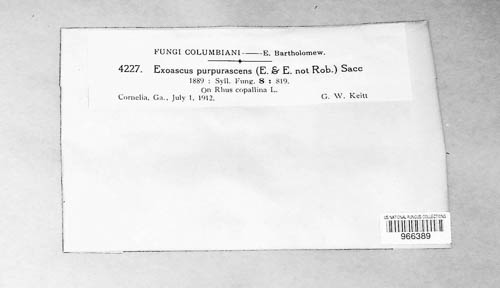 FUNGI COLUMBIANI—E. Bartholomew.
4227. Exoascus purpurascens (E. & E. not Rob.) Sacc
1889 : Syll. Fung. 8 : 819.
On Rhus copallina L.
Cornelia, Ga., July 1, 1912. G. W. Keitt
US NATIONAL FUNGUS COLLECTIONS
966389